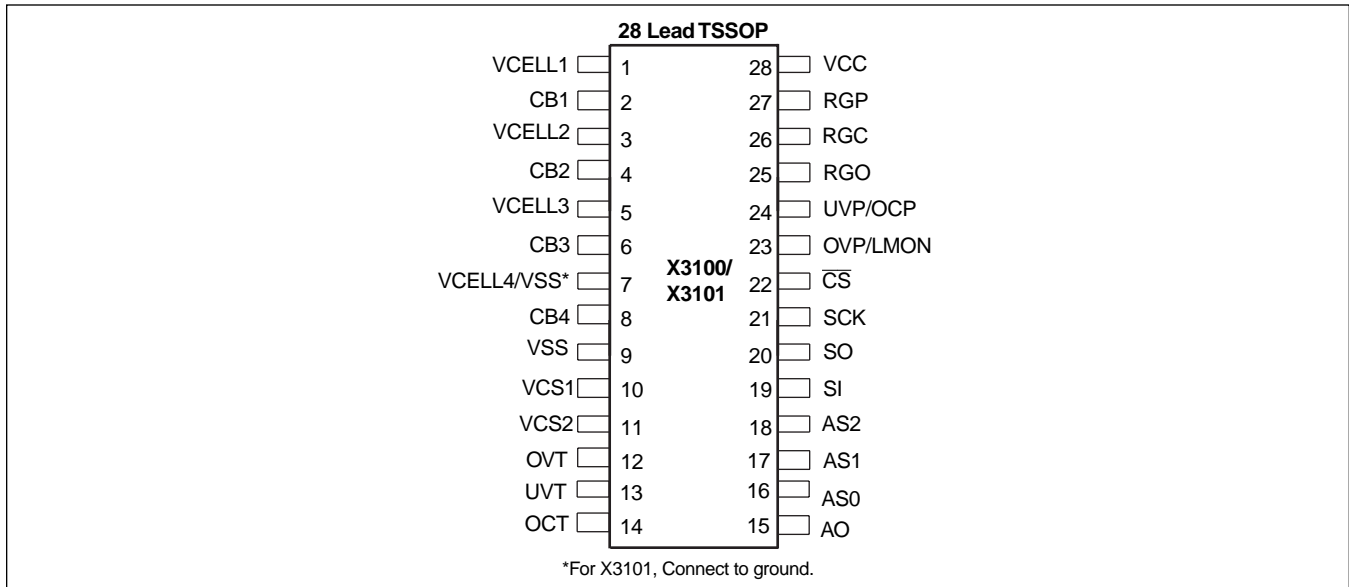 28 Lead TSSOP
VCELL1 1 28 VCC
CB1 2 27 RGP
VCELL2 3 26 RGC
CB2 4 25 RGO
VCELL3 5 24 UVP/OCP
CB3 6 23 OVP/LMON
X3100/
X3101
VCELL4/VSS* 7 22 C̅S̅
CB4 8 21 SCK
VSS 9 20 SO
VCS1 10 19 SI
VCS2 11 18 AS2
OVT 12 17 AS1
UVT 13 16 AS0
OCT 14 15 AO
*For X3101, Connect to ground.